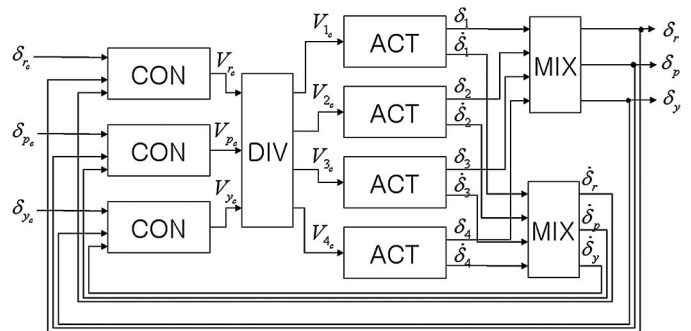 δ_{r_c}
CON
V_{r_c}
δ_{p_c}
CON
V_{p_c}
δ_{y_c}
CON
V_{y_c}
DIV
V_{1_c}
ACT
δ_1
δ̇_1
V_{2_c}
ACT
δ_2
δ̇_2
V_{3_c}
ACT
δ_3
δ̇_3
V_{4_c}
ACT
δ_4
δ̇_4
MIX
δ_r
δ_p
δ_y
MIX
δ̇_r
δ̇_p
δ̇_y